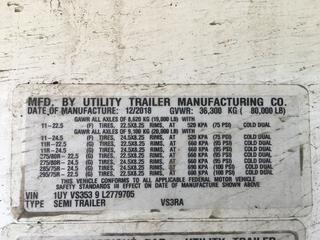 MFD. BY UTILITY TRAILER MANUFACTURING CO.
DATE OF MANUFACTURE: 12/2018 GVWR: 36,300 KG ( 80,000 LB)
GAWR ALL AXLES OF 8,620 KG (19,000 LB) WITH
11-22.5 (F) TIRES, 22.5X8.25 RIMS, AT 520 KPA (75 PSI) COLD DUAL
GAWR ALL AXLES OF 9,100 KG (20,000 LB) WITH
11-24.5 (F) TIRES, 24.5X8.25 RIMS, AT 520 KPA (75 PSI) COLD DUAL
11R-22.5 (G) TIRES, 22.5X8.25 RIMS, AT 660 KPA (95 PSI) COLD DUAL
11R-24.5 (G) TIRES, 24.5X8.25 RIMS, AT 660 KPA (95 PSI) COLD DUAL
275/80R-22.5 (G) TIRES, 22.5X8.25 RIMS, AT 660 KPA (95 PSI) COLD DUAL
275/80R-24.5 (G) TIRES, 24.5X8.25 RIMS, AT 660 KPA COLD DUAL
295/75R-22.5 (G) TIRES, 22.5X8.25 RIMS, AT 660 KPA COLD DUAL
THIS VEHICLE CONFORMS TO ALL APPLICABLE FEDERAL MOTOR VEHICLE
SAFETY STANDARDS IN EFFECT ON DATE OF MANUFACTURE SHOWN ABOVE
VIN 1UY VS353 9 L2779705
TYPE SEMI TRAILER VS3RA
UTILITY TRAILER